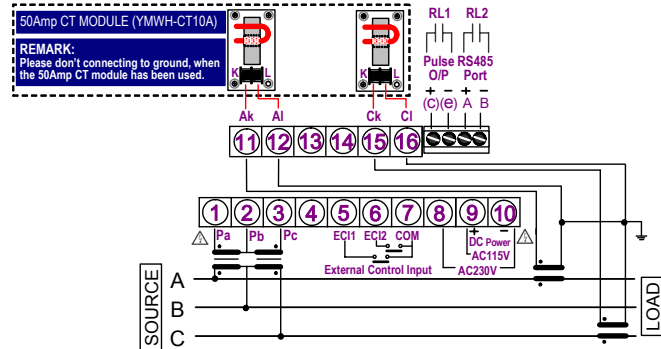 50Amp CT MODULE (YMWH-CT10A)
REMARK:
Please don't connecting to ground, when
the 50Amp CT module has been used.
K L
K L
RL1 RL2
Pulse RS485
O/P Port
+ − + −
(C) (e) A B
Ak Al Ck Cl
11 12 13 14 15 16
1 2 3 4 5 6 7 8 9 10
Pa Pb Pc ECI1 ECI2 COM + −
DC Power
AC115V
External Control Input AC230V
SOURCE
A
B
C
LOAD